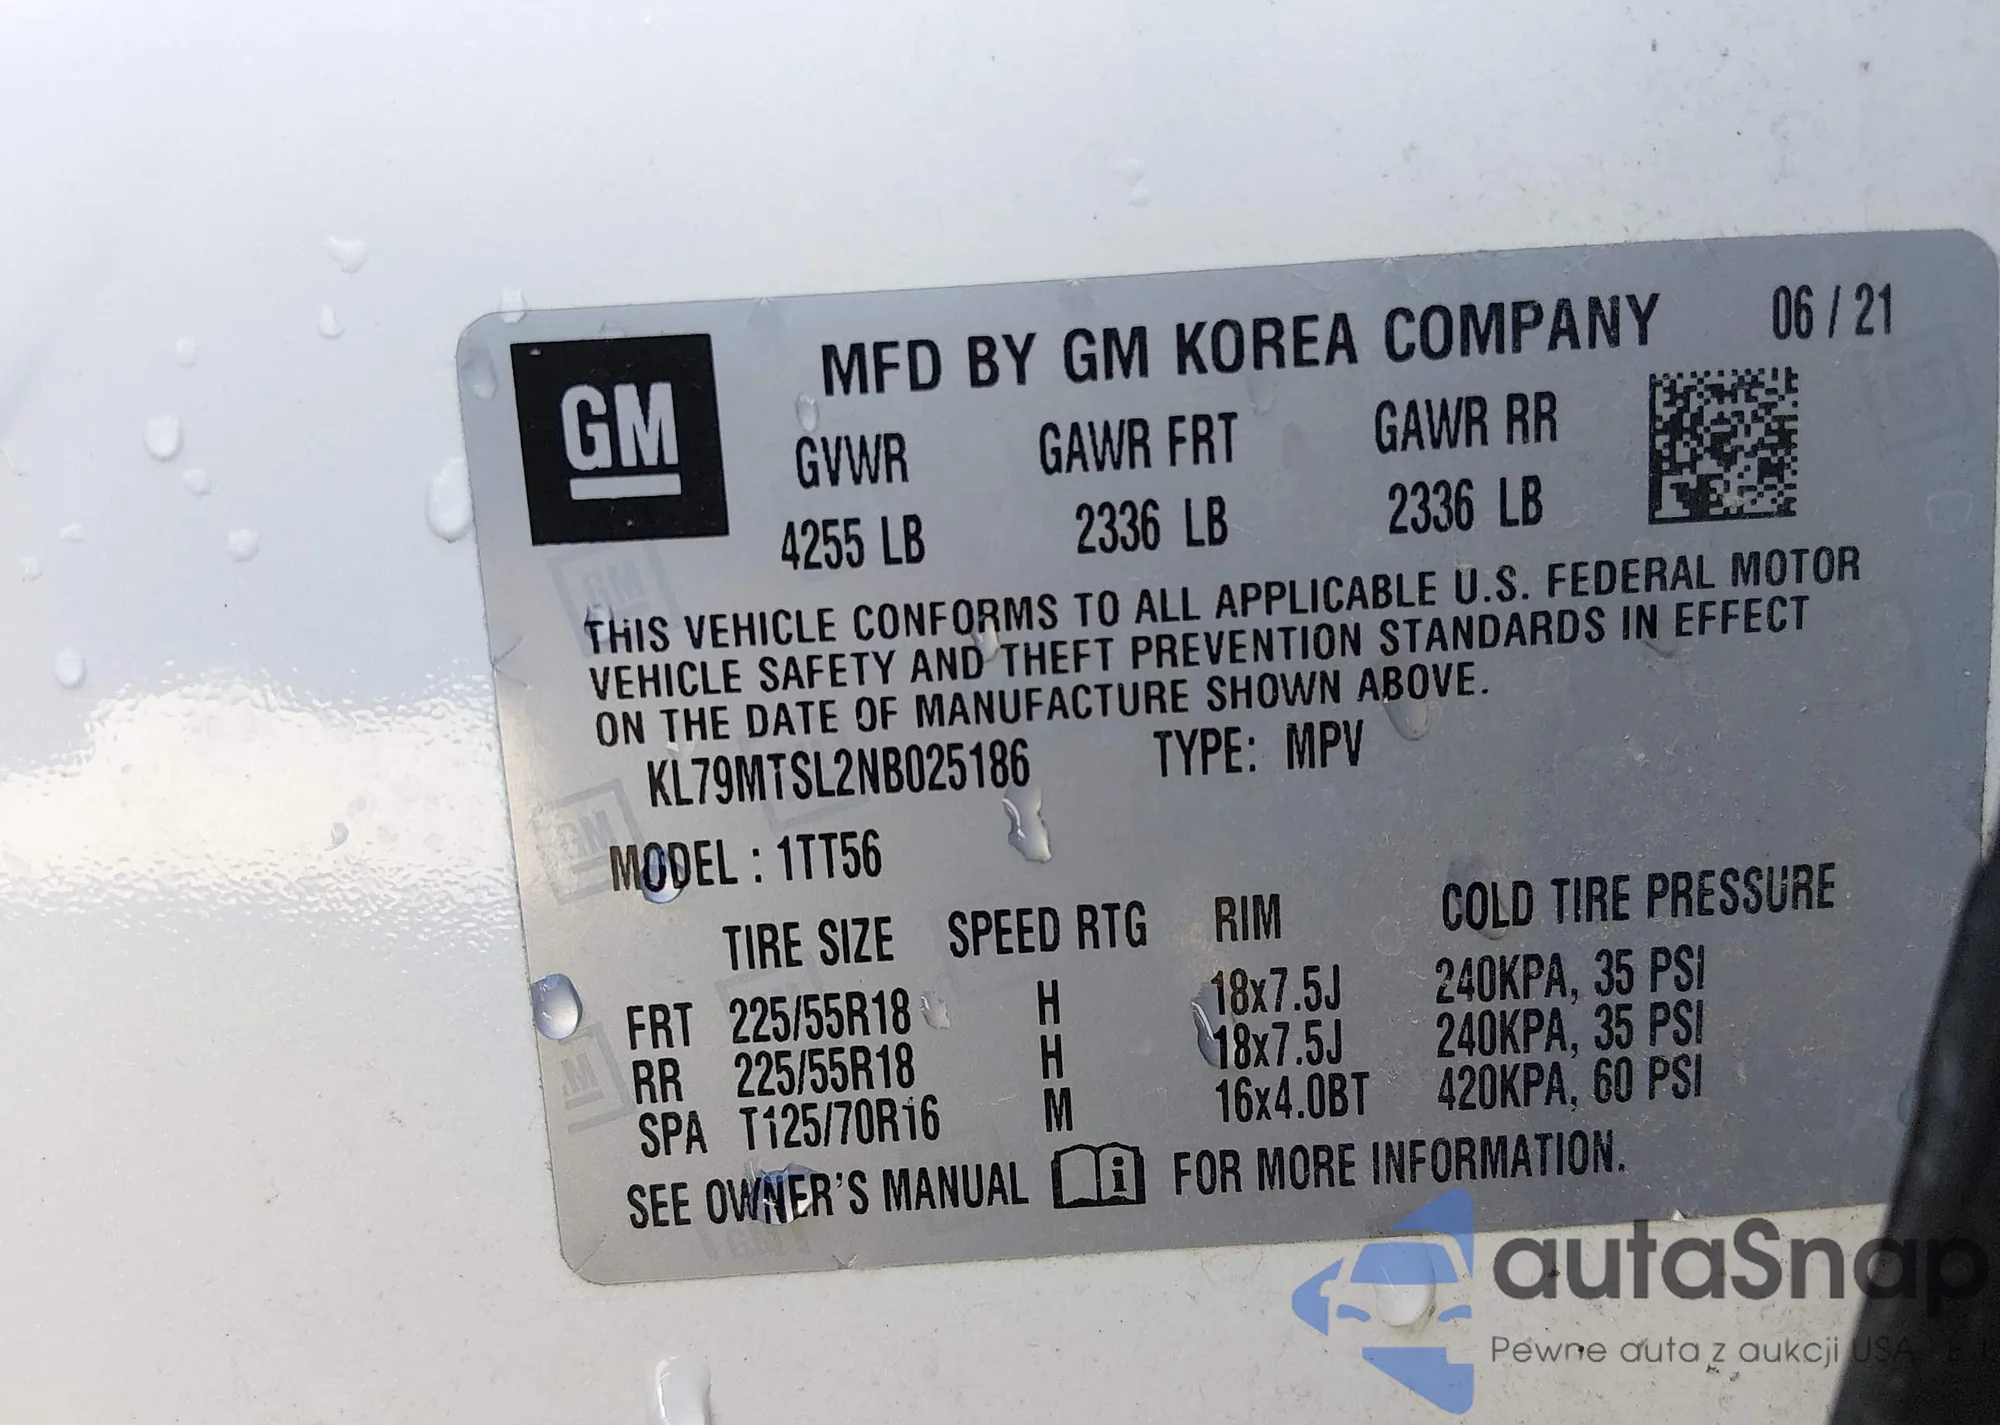 GM
MFD BY GM KOREA COMPANY 06 / 21
GVWR GAWR FRT GAWR RR
4255 LB 2336 LB 2336 LB
THIS VEHICLE CONFORMS TO ALL APPLICABLE U.S. FEDERAL MOTOR
VEHICLE SAFETY AND THEFT PREVENTION STANDARDS IN EFFECT
ON THE DATE OF MANUFACTURE SHOWN ABOVE.
KL79MTSL2NB025186 TYPE: MPV
MODEL : 1TT56
TIRE SIZE SPEED RTG RIM COLD TIRE PRESSURE
FRT 225/55R18 H 18x7.5J 240KPA, 35 PSI
RR 225/55R18 H 18x7.5J 240KPA, 35 PSI
SPA T125/70R16 M 16x4.0BT 420KPA, 60 PSI
SEE OWNER'S MANUAL i FOR MORE INFORMATION.
autaSnap
Pewne auta z aukcji USA